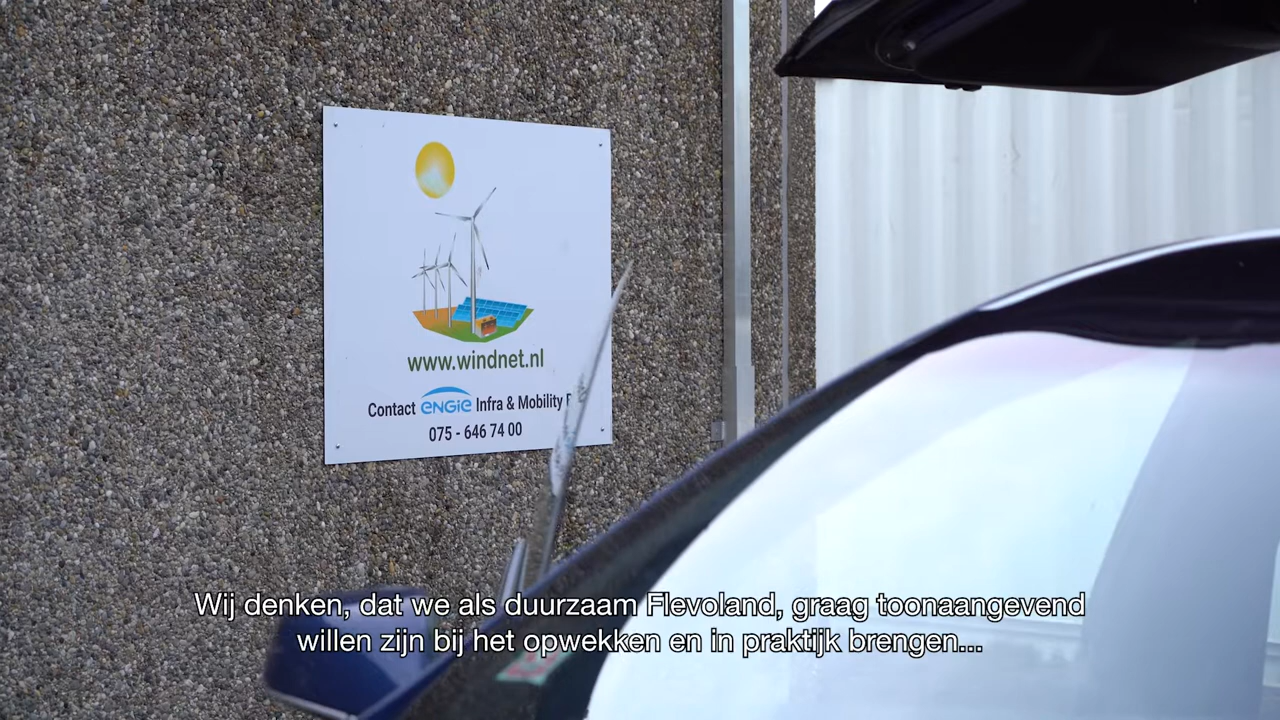 www.windnet.nl
Contact ENGIE Infra & Mobility
075 - 646 74 00
Wij denken, dat we als duurzaam Flevoland, graag toonaangevend
willen zijn bij het opwekken en in praktijk brengen...